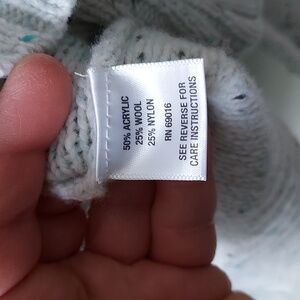 50% ACRYLIC
25% WOOL
25% NYLON
RN 69016
SEE REVERSE FOR
CARE INSTRUCTIONS